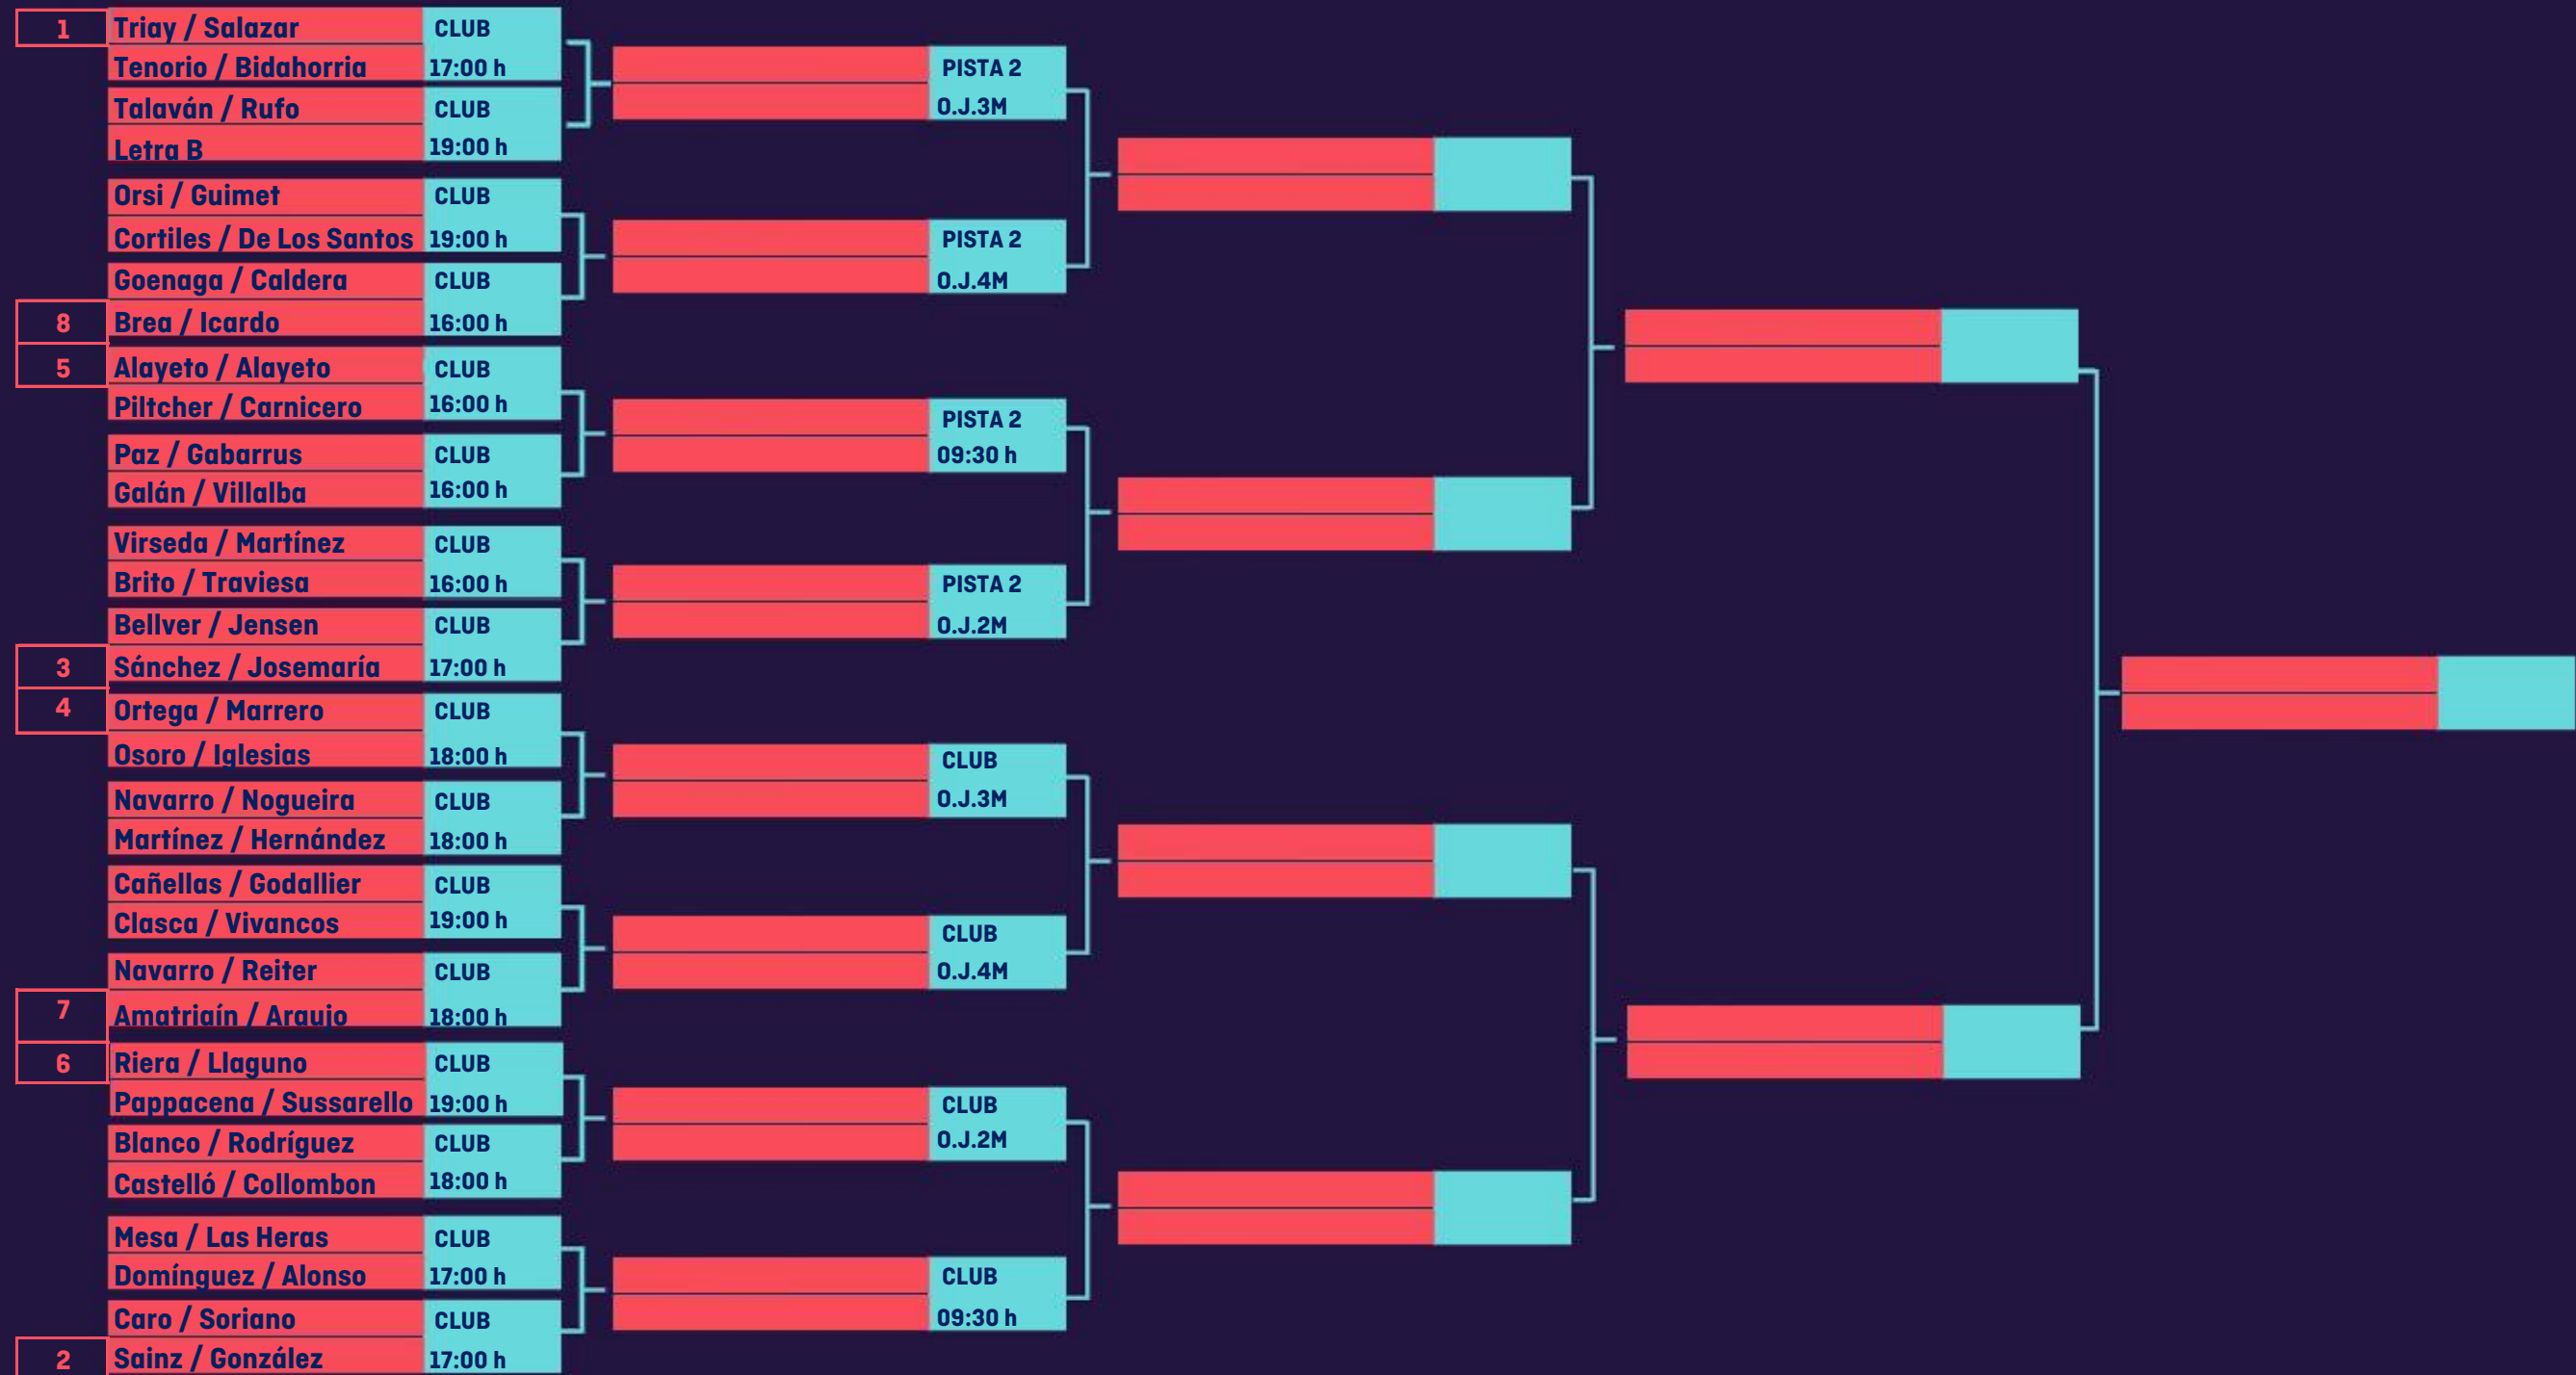 1 Triay / Salazar CLUB
Tenorio / Bidahorria 17:00 h
Talaván / Rufo CLUB
Letra B 19:00 h
Orsi / Guimet CLUB
Cortiles / De Los Santos 19:00 h
Goenaga / Caldera CLUB
8 Brea / Icardo 16:00 h
5 Alayeto / Alayeto CLUB
Piltcher / Carnicero 16:00 h
Paz / Gabarrus CLUB
Galán / Villalba 16:00 h
Virseda / Martínez CLUB
Brito / Traviesa 16:00 h
Bellver / Jensen CLUB
3 Sánchez / Josemaría 17:00 h
4 Ortega / Marrero CLUB
Osoro / Iglesias 18:00 h
Navarro / Nogueira CLUB
Martínez / Hernández 18:00 h
Cañellas / Godallier CLUB
Clasca / Vivancos 19:00 h
Navarro / Reiter CLUB
7 Amatriaín / Araujo 18:00 h
6 Riera / Llaguno CLUB
Pappacena / Sussarello 19:00 h
Blanco / Rodríguez CLUB
Castelló / Collombon 18:00 h
Mesa / Las Heras CLUB
Domínguez / Alonso 17:00 h
Caro / Soriano CLUB
2 Sainz / González 17:00 h
PISTA 2
O.J.3M
PISTA 2
O.J.4M
PISTA 2
09:30 h
PISTA 2
O.J.2M
CLUB
O.J.3M
CLUB
O.J.4M
CLUB
O.J.2M
CLUB
09:30 h